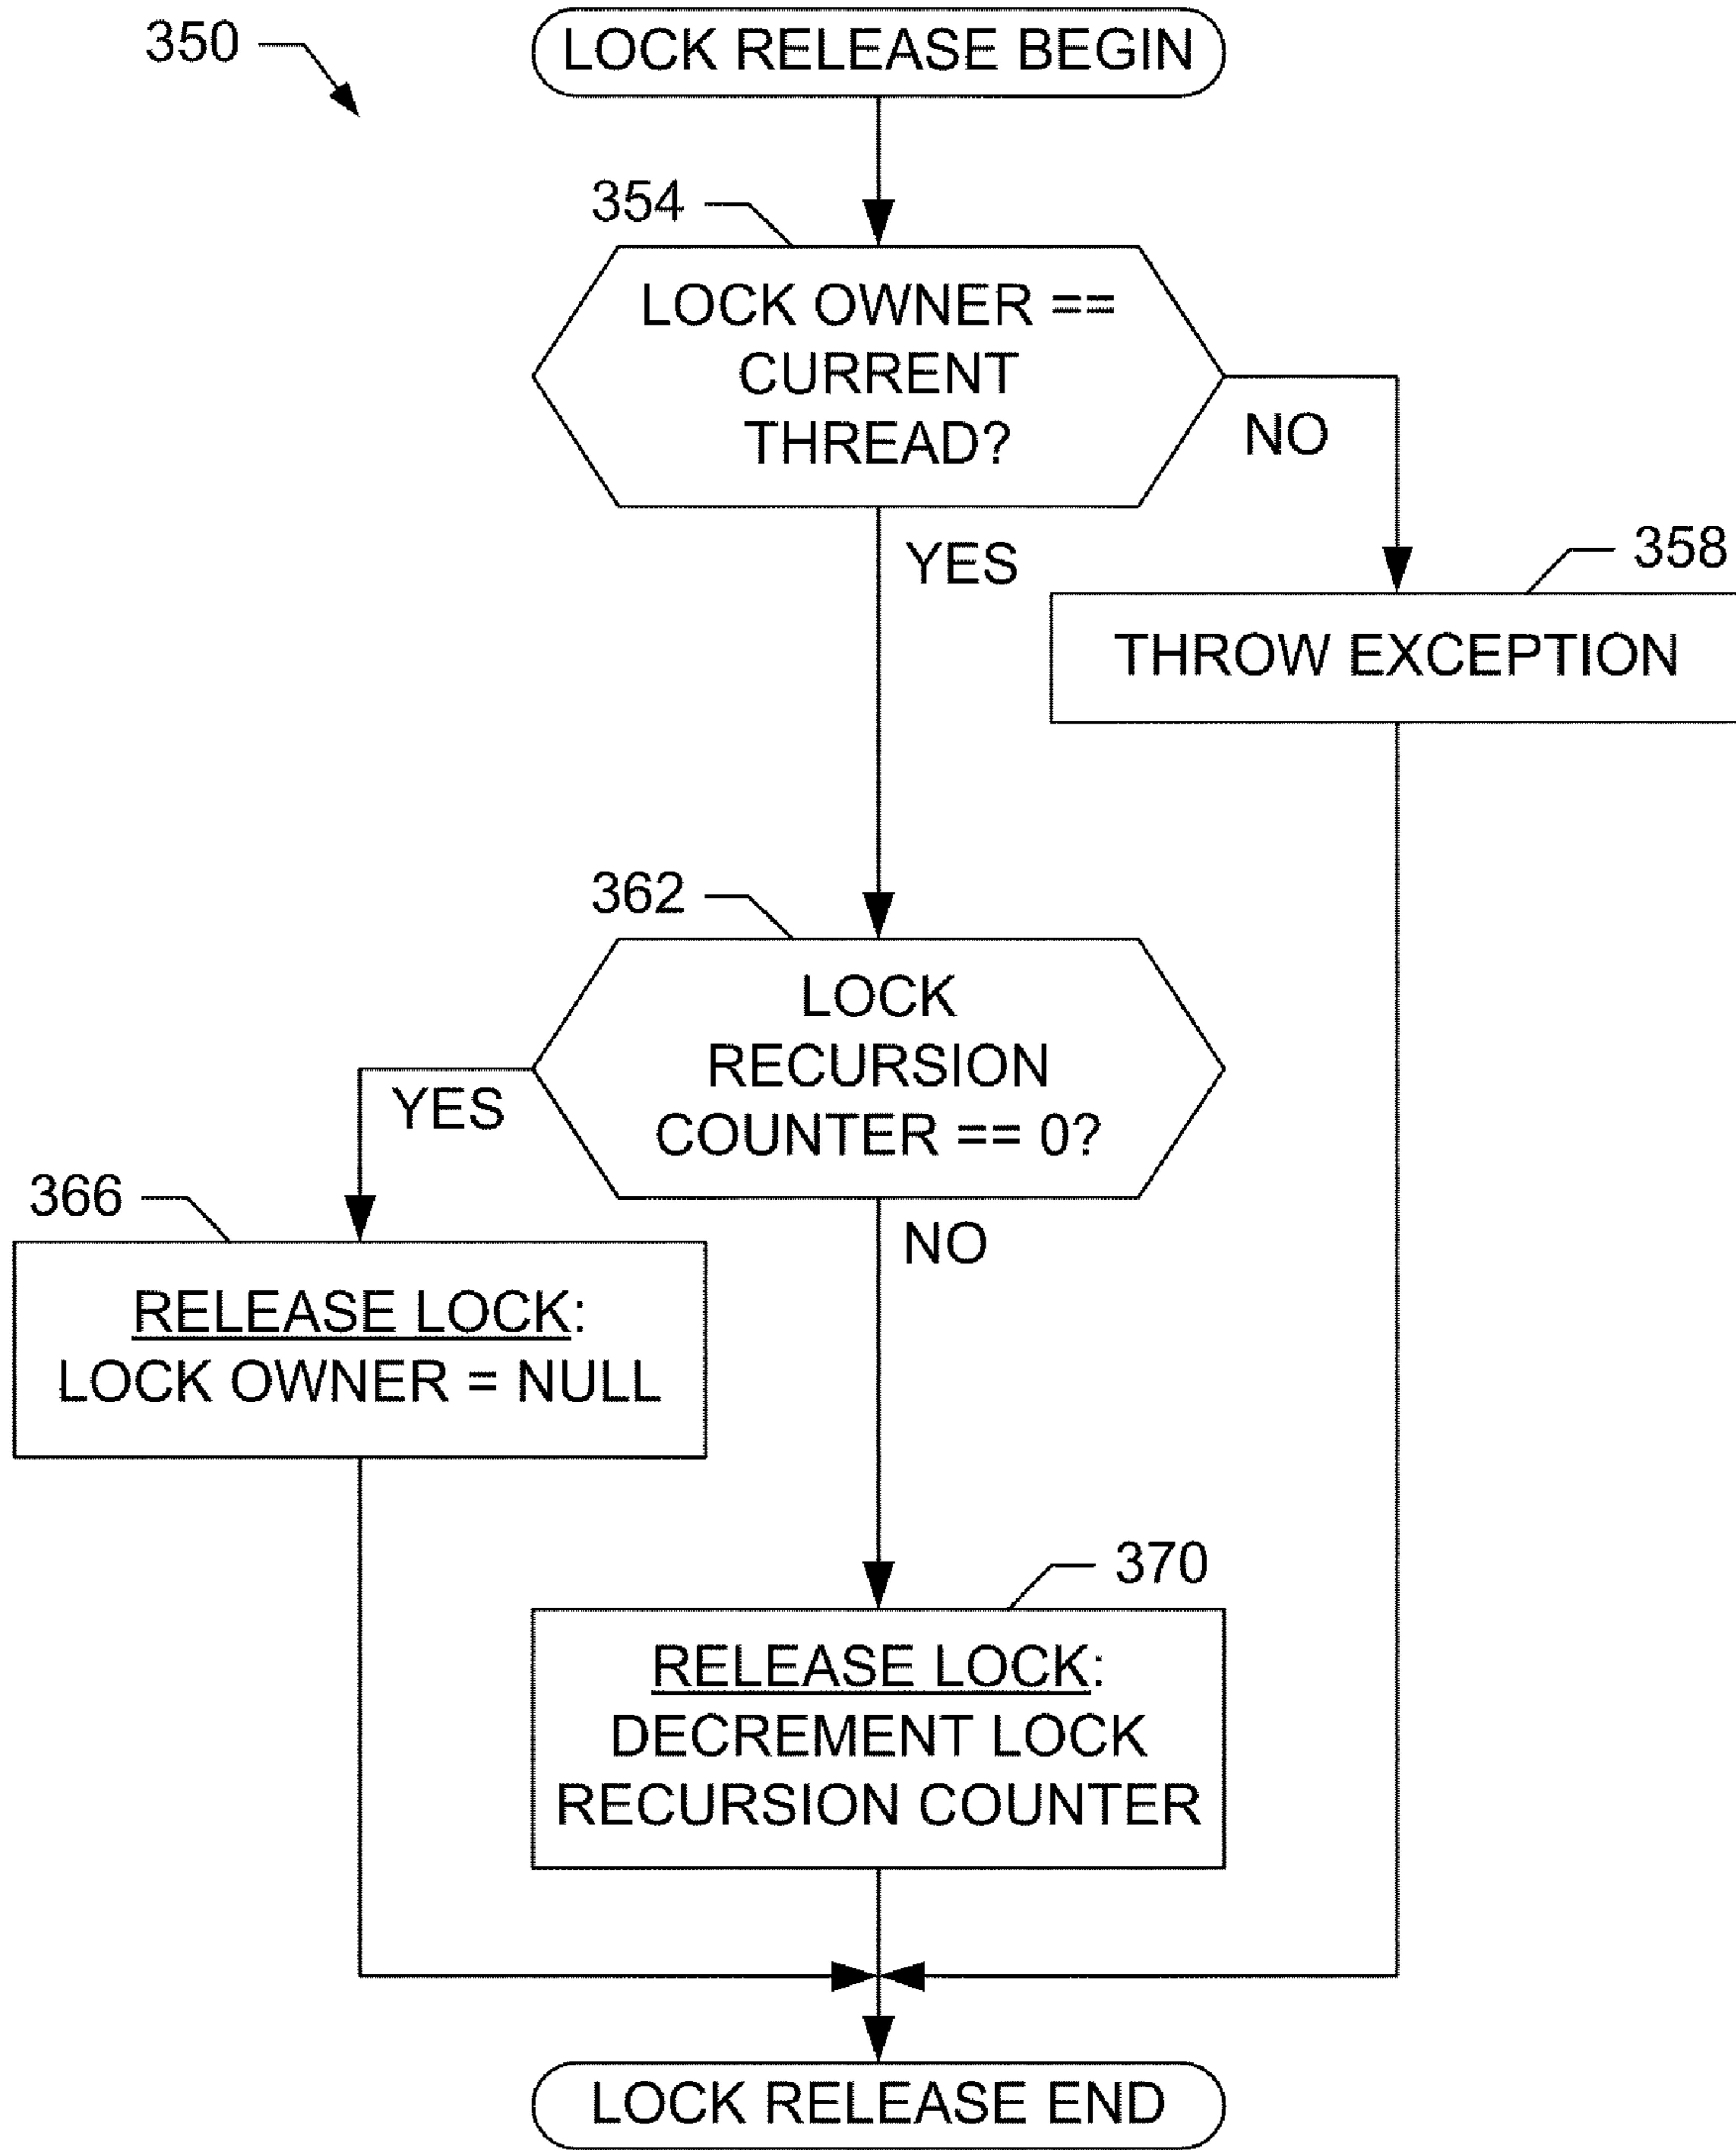 350
LOCK RELEASE BEGIN
354
LOCK OWNER ==
CURRENT
THREAD?
NO
YES
358
THROW EXCEPTION
362
LOCK
RECURSION
COUNTER == 0?
YES
366
NO
RELEASE LOCK:
LOCK OWNER = NULL
370
RELEASE LOCK:
DECREMENT LOCK
RECURSION COUNTER
LOCK RELEASE END